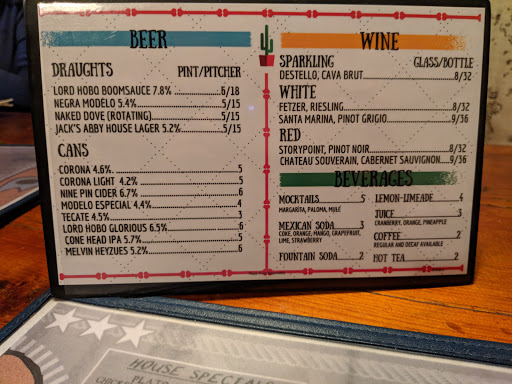 BEER
DRAUGHTS PINT/PITCHER
LORD HOBO BOOMSAUCE 7.8%.....................6/18
NEGRA MODELO 5.4%.....................5/15
NAKED DOVE (ROTATING).....................5/15
JACK'S ABBY HOUSE LAGER 5.2%.....................5/15
CANS
CORONA 4.6%.....................5
CORONA LIGHT 4.2%.....................5
NINE PIN CIDER 6.7%.....................6
MODELO ESPECIAL 4.4%.....................4
TECATE 4.5%.....................3
LORD HOBO GLORIOUS 6.5%.....................6
CONE HEAD IPA 5.7%.....................5
MELVIN HEYZUES 5.2%.....................6
WINE
SPARKLING GLASS/BOTTLE
DESTELLO, CAVA BRUT.....................8/32
WHITE
FETZER, RIESLING.....................8/32
SANTA MARINA, PINOT GRIGIO.....................9/36
RED
STORYPOINT, PINOT NOIR.....................8/32
CHATEAU SOUVERAIN, CABERNET SAUVIGNON.....9/36
BEVERAGES
MOCKTAILS 5
MARGARITA, PALOMA, MULE
MEXICAN SODA.........3
COKE, ORANGE, MANGO, GRAPEFRUIT,
LIME, STRAWBERRY
FOUNTAIN SODA......2
LEMON-LIMEADE.........4
JUICE.........3
CRANBERRY, ORANGE, PINEAPPLE
COFFEE.........2
REGULAR AND DECAF AVAILABLE
HOT TEA.........2
HOUSE SPECIALS